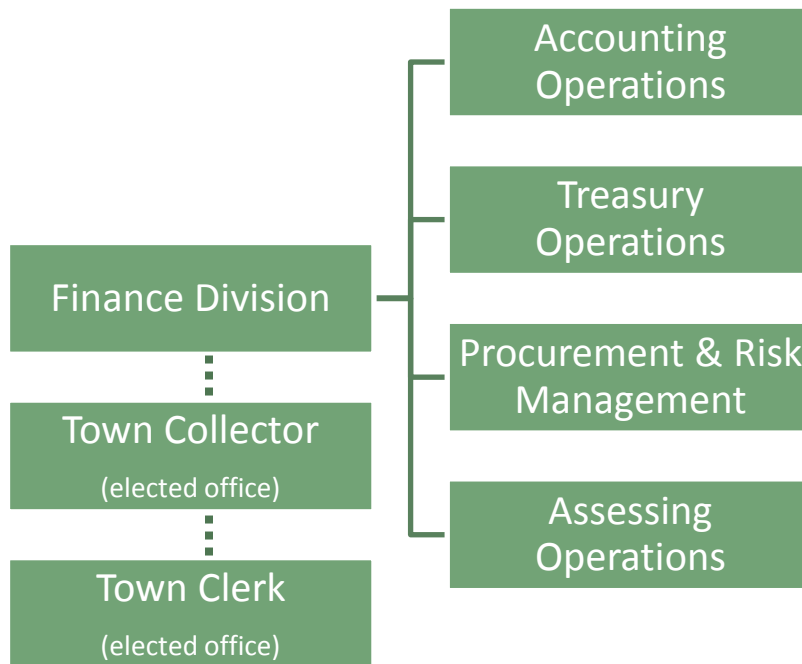 Accounting
Operations
Treasury
Operations
Finance Division
Procurement & Risk
Management
Town Collector
(elected office)
Assessing
Operations
Town Clerk
(elected office)